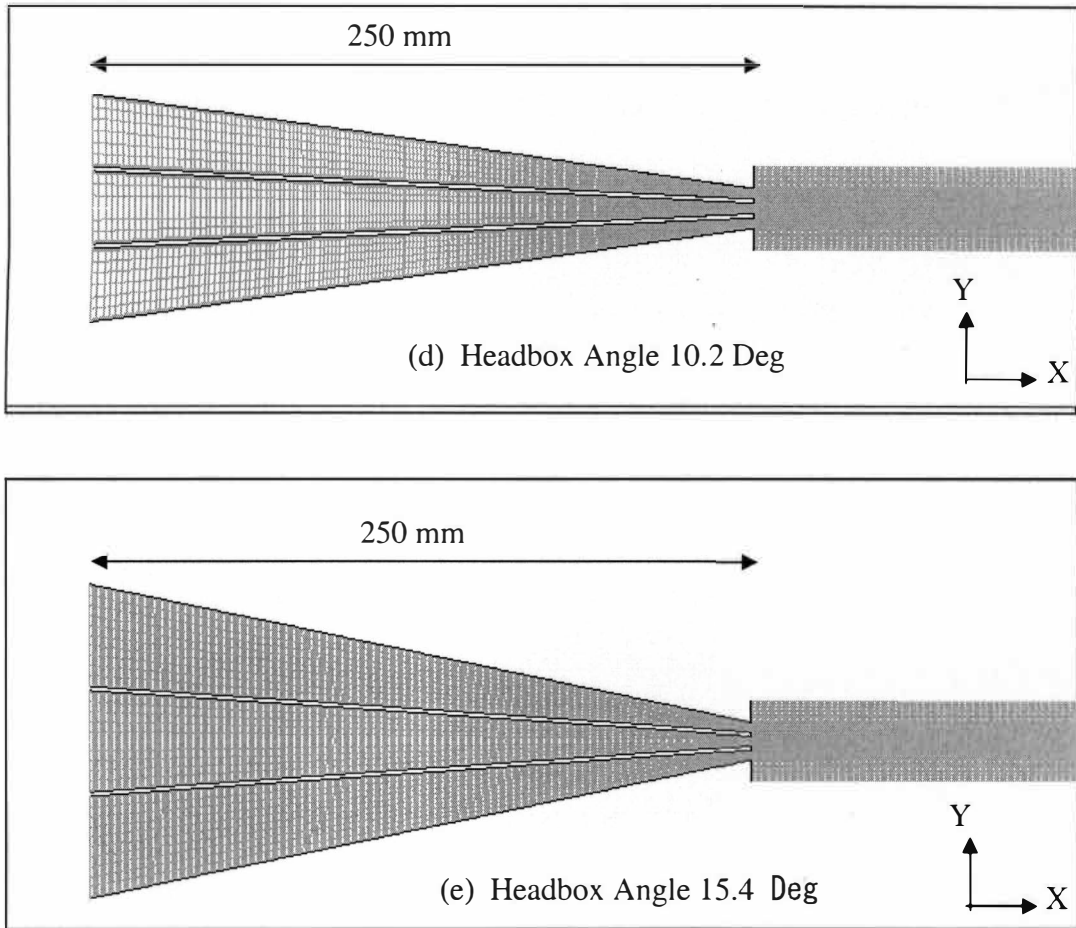 250 mm
(d) Headbox Angle 10.2 Deg
Y
X
250 mm
(e) Headbox Angle 15.4 Deg
Y
X